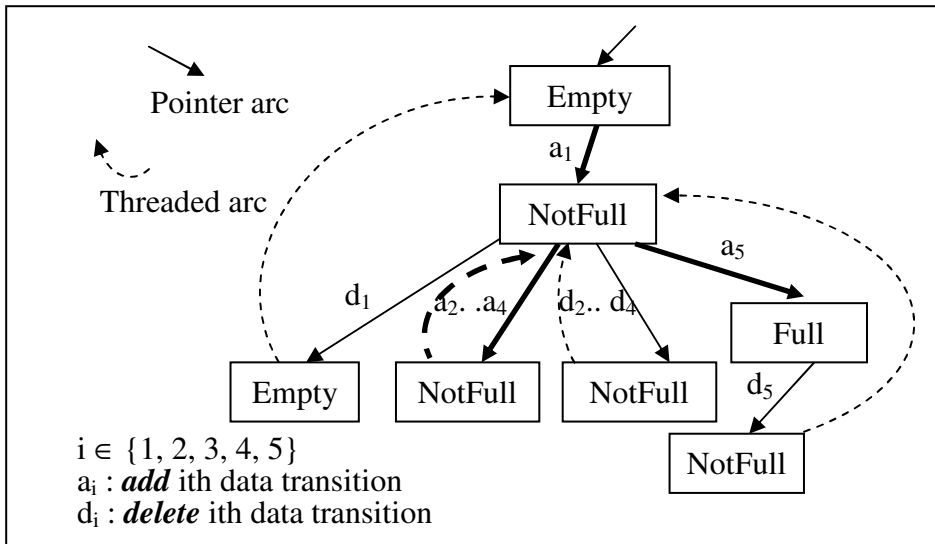 Pointer arc
Threaded arc
Empty
a₁
NotFull
a₅
d₁
a₂. .a₄
d₂.. d₄
Full
d₅
Empty
NotFull
NotFull
NotFull
i ∈ {1, 2, 3, 4, 5}
aᵢ : add ith data transition
dᵢ : delete ith data transition